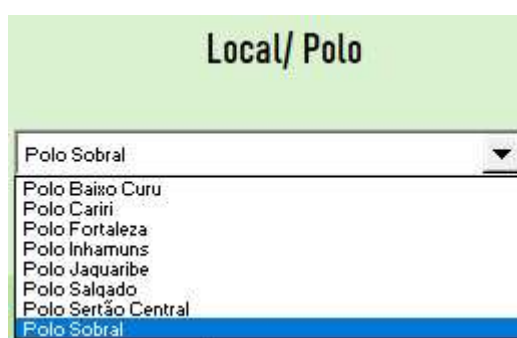 Local/ Polo
Polo Sobral
Polo Baixo Curu
Polo Cariri
Polo Fortaleza
Polo Inhamuns
Polo Jaguaribe
Polo Salgado
Polo Sertão Central
Polo Sobral